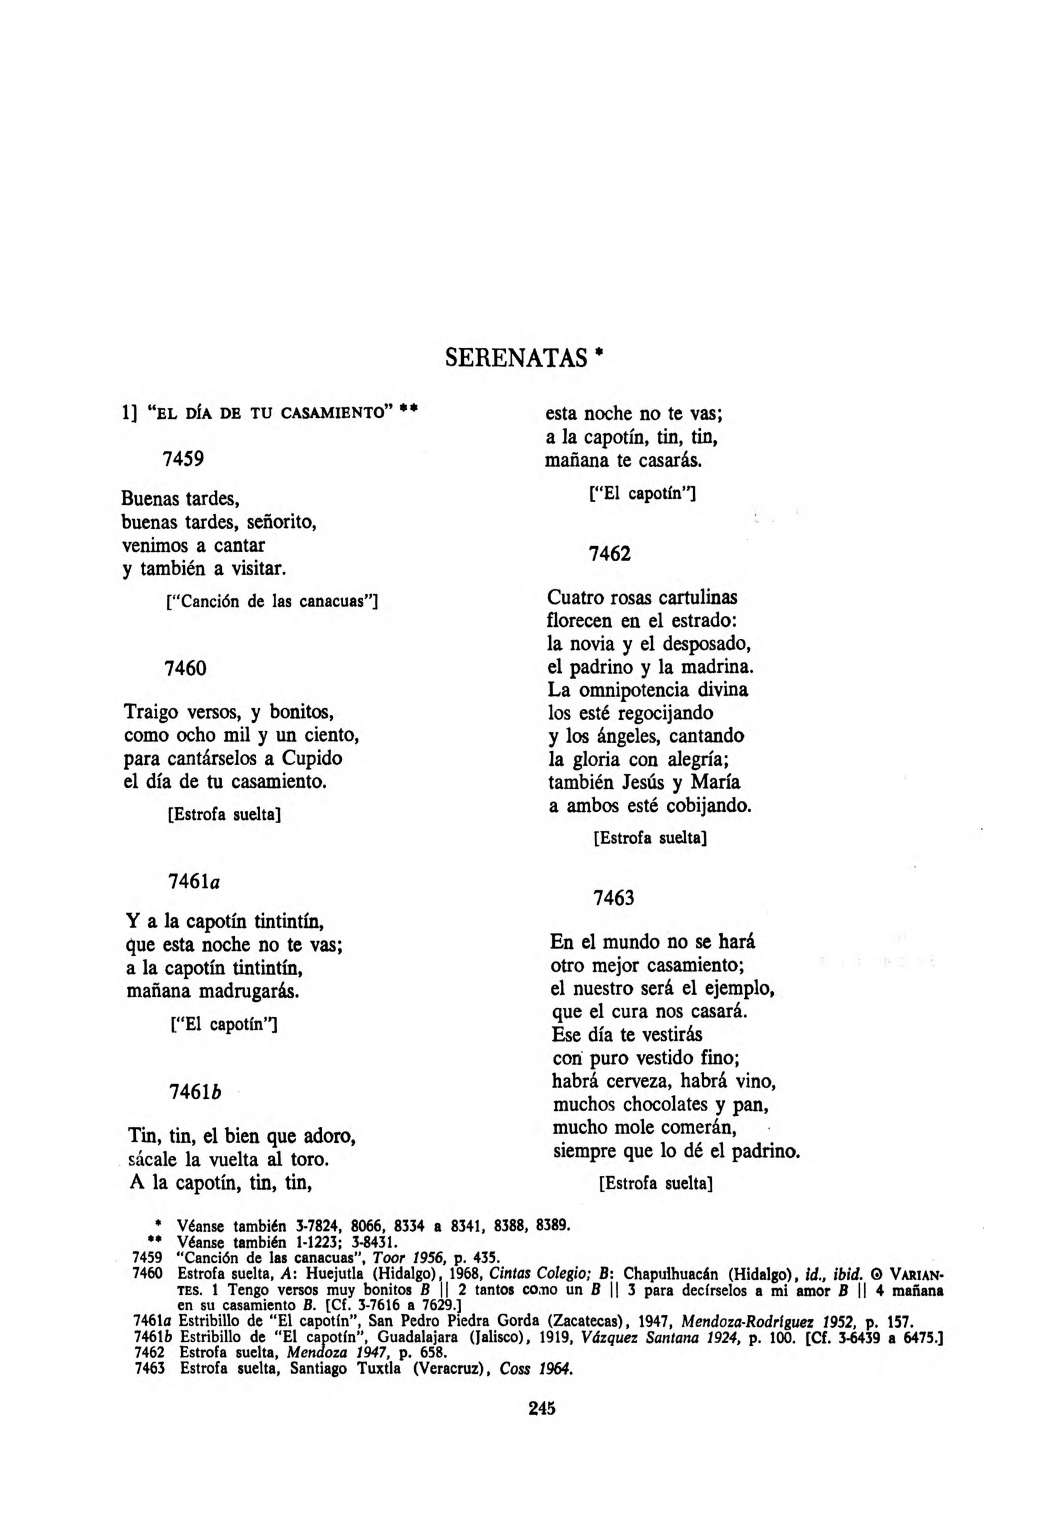 SERENATAS *
1] “EL DÍA DE TU CASAMIENTO” **
7459
Buenas tardes,
buenas tardes, señorito,
venimos a cantar
y también a visitar.
[“Canción de las canacuas”]
7460
Traigo versos, y bonitos,
como ocho mil y un ciento,
para cantárselos a Cupido
el día de tu casamiento.
[Estrofa suelta]
7461a
Y a la capotín tintintín,
que esta noche no te vas;
a la capotín tintintín,
mañana madrugarás.
[“El capotín”]
7461b
Tin, tin, el bien que adoro,
sácale la vuelta al toro.
A la capotín, tin, tin,
esta noche no te vas;
a la capotín, tin, tin,
mañana te casarás.
[“El capotín”]
7462
Cuatro rosas cartulinas
florecen en el estrado:
la novia y el desposado,
el padrino y la madrina.
La omnipotencia divina
los esté regocijando
y los ángeles, cantando
la gloria con alegría;
también Jesús y María
a ambos esté cobijando.
[Estrofa suelta]
7463
En el mundo no se hará
otro mejor casamiento;
el nuestro será el ejemplo,
que el cura nos casará.
Ese día te vestirás
con puro vestido fino;
habrá cerveza, habrá vino,
muchos chocolates y pan,
mucho mole comerán,
siempre que lo dé el padrino.
[Estrofa suelta]
* Véanse también 3-7824, 8066, 8334 a 8341, 8388, 8389.
** Véanse también 1-1223; 3-8431.
7459 “Canción de las canacuas”, Toor 1956, p. 435.
7460 Estrofa suelta, A: Huejutla (Hidalgo), 1968, Cintas Colegio; B: Chapulhuacán (Hidalgo), id., ibid. ⊙ VARIAN-
TES. 1 Tengo versos muy bonitos B || 2 tantos como un B || 3 para decírselos a mi amor B || 4 mañana
en su casamiento B. [Cf. 3-7616 a 7629.]
7461a Estribillo de “El capotín”, San Pedro Piedra Gorda (Zacatecas), 1947, Mendoza-Rodríguez 1952, p. 157.
7461b Estribillo de “El capotín”, Guadalajara (Jalisco), 1919, Vázquez Santana 1924, p. 100. [Cf. 3-6439 a 6475.]
7462 Estrofa suelta, Mendoza 1947, p. 658.
7463 Estrofa suelta, Santiago Tuxtla (Veracruz), Coss 1964.
245